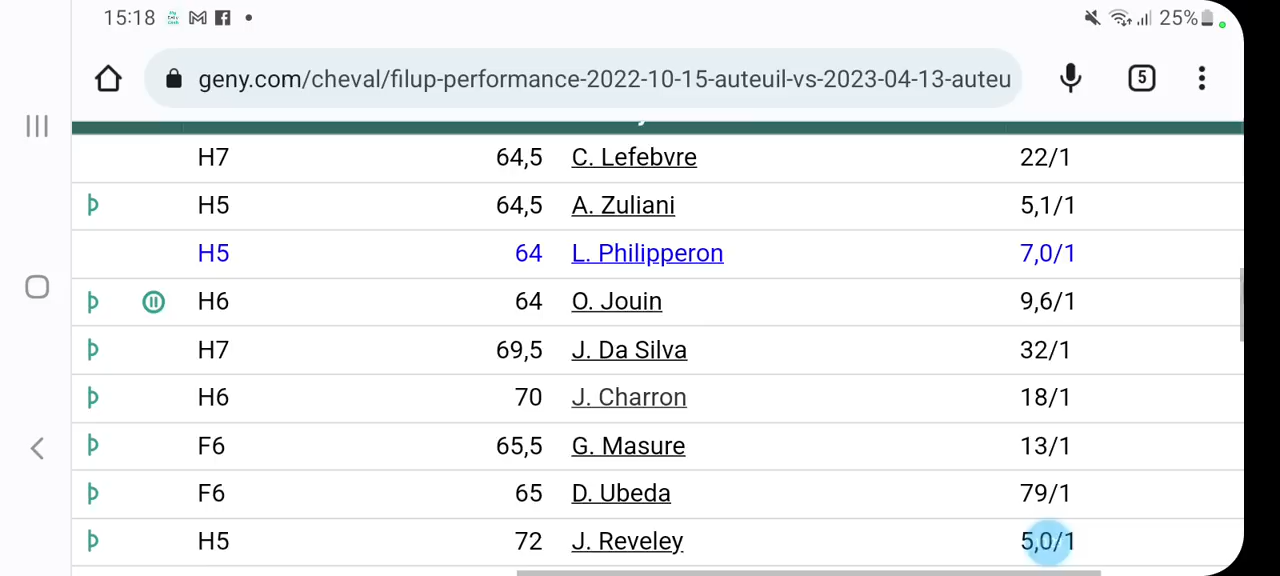 15:18 25%
geny.com/cheval/filup-performance-2022-10-15-auteuil-vs-2023-04-13-auteu 5
H7 64,5 C. Lefebvre 22/1
H5 64,5 A. Zuliani 5,1/1
H5 64 L. Philipperon 7,0/1
H6 64 O. Jouin 9,6/1
H7 69,5 J. Da Silva 32/1
H6 70 J. Charron 18/1
F6 65,5 G. Masure 13/1
F6 65 D. Ubeda 79/1
H5 72 J. Reveley 5,0/1